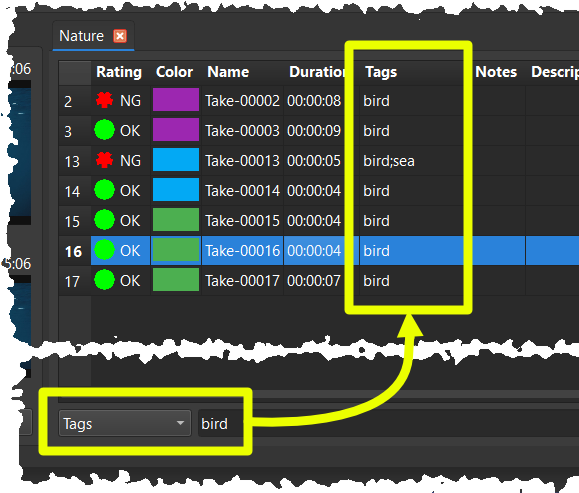 Nature
:06
Rating Color Name Duration Tags Notes Descrip
2 NG Take-00002 00:00:08 bird
3 OK Take-00003 00:00:09 bird
13 NG Take-00013 00:00:05 bird;sea
14 OK Take-00014 00:00:04 bird
15 OK Take-00015 00:00:04 bird
16 OK Take-00016 00:00:04 bird
5:06
17 OK Take-00017 00:00:07 bird
Tags bird